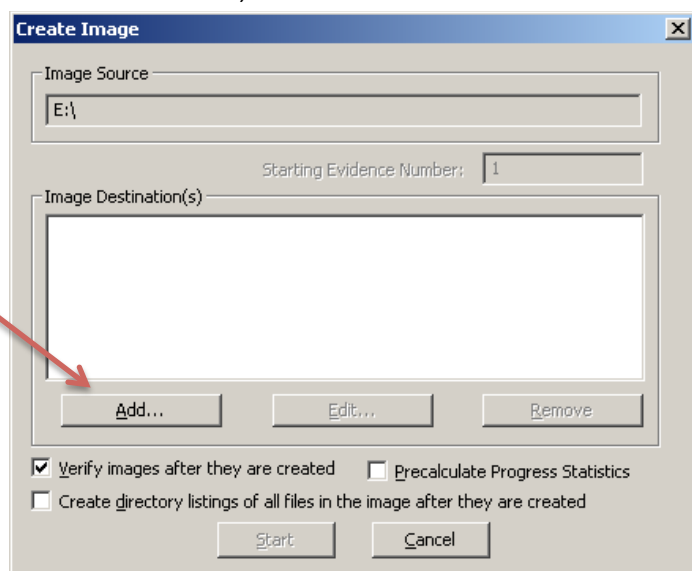 Create Image
Image Source
E:\
Starting Evidence Number: 1
Image Destination(s)
Add... Edit... Remove
Verify images after they are created Precalculate Progress Statistics
Create directory listings of all files in the image after they are created
Start Cancel